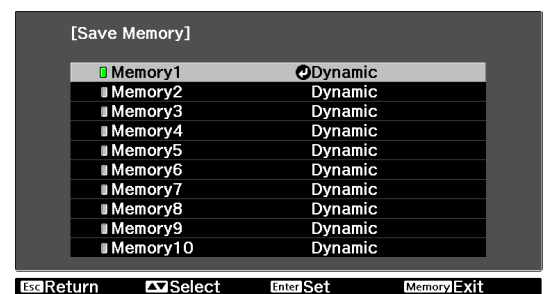 [Save Memory]
Memory1 Dynamic
Memory2 Dynamic
Memory3 Dynamic
Memory4 Dynamic
Memory5 Dynamic
Memory6 Dynamic
Memory7 Dynamic
Memory8 Dynamic
Memory9 Dynamic
Memory10 Dynamic
Esc Return Select Enter Set Memory Exit